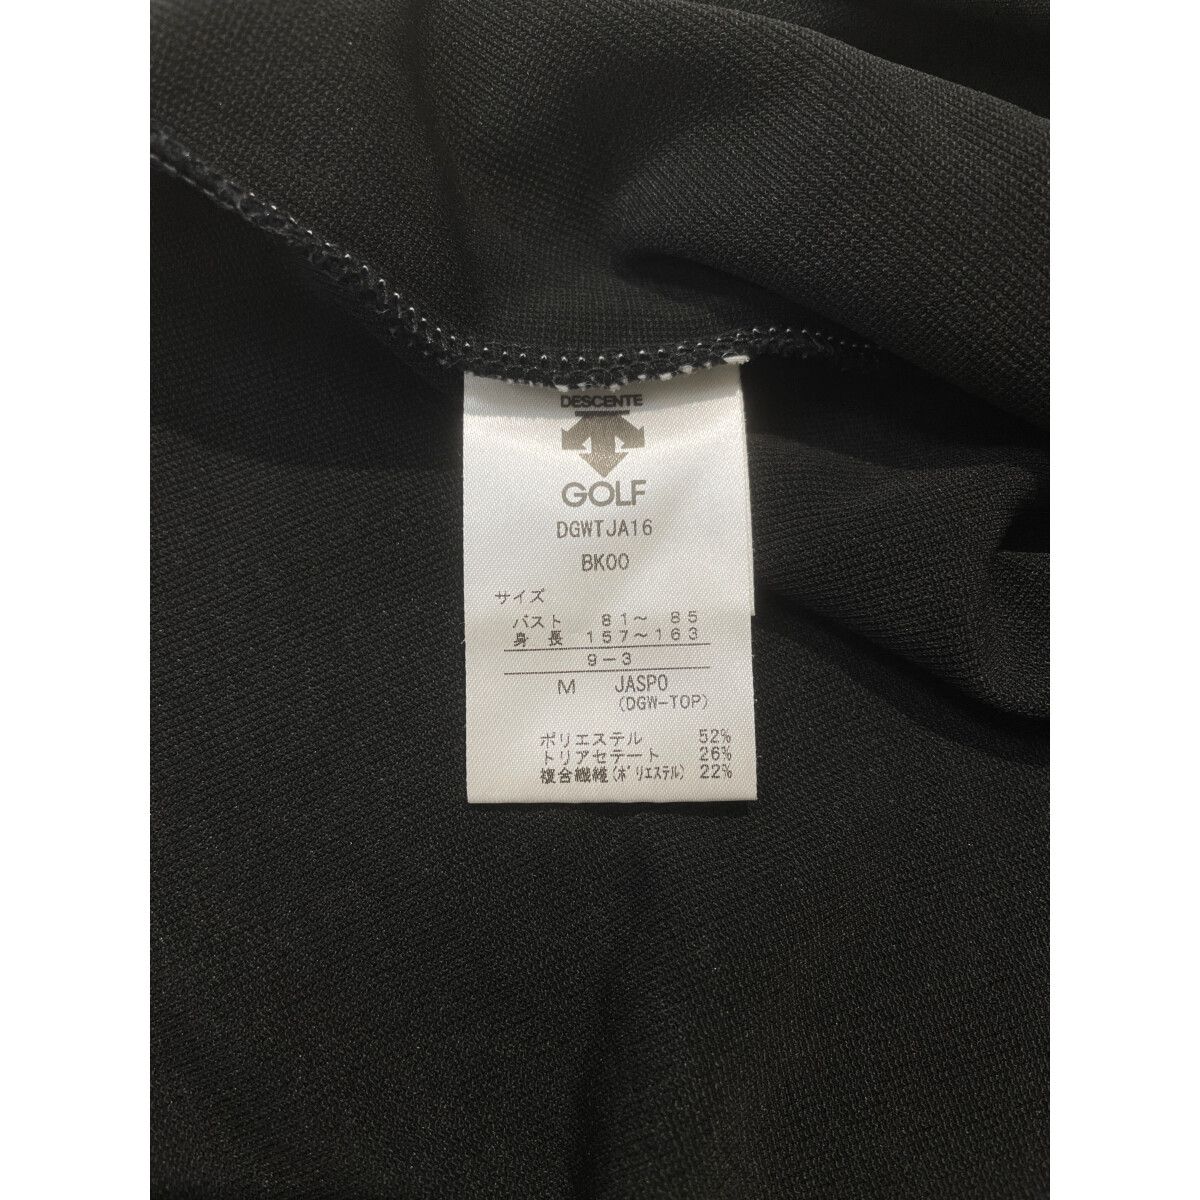 DESCENTE
GOLF
DGWTJA16
BK00
サイズ
バスト 81〜 85
身 長 157〜163
9-3
M JASPO
(DGW-TOP)
ポリエステル 52%
トリアセテート 26%
複合繊維(ポリエステル) 22%